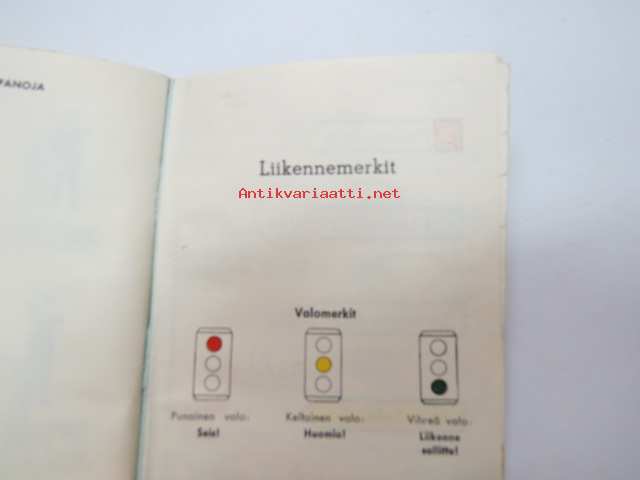 PANOJA
Liikennemerkit
Antikvariaatti.net
Valomerkit
Punainen valo:
Seis!
Keltainen valo:
Huomio!
Vihreä valo:
Liikenne
sallittu!